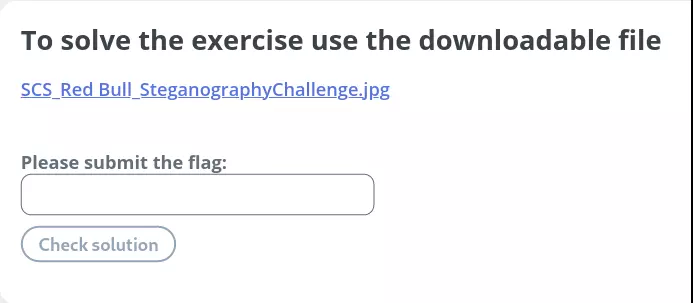 To solve the exercise use the downloadable file
SCS_Red Bull_SteganographyChallenge.jpg
Please submit the flag:
Check solution